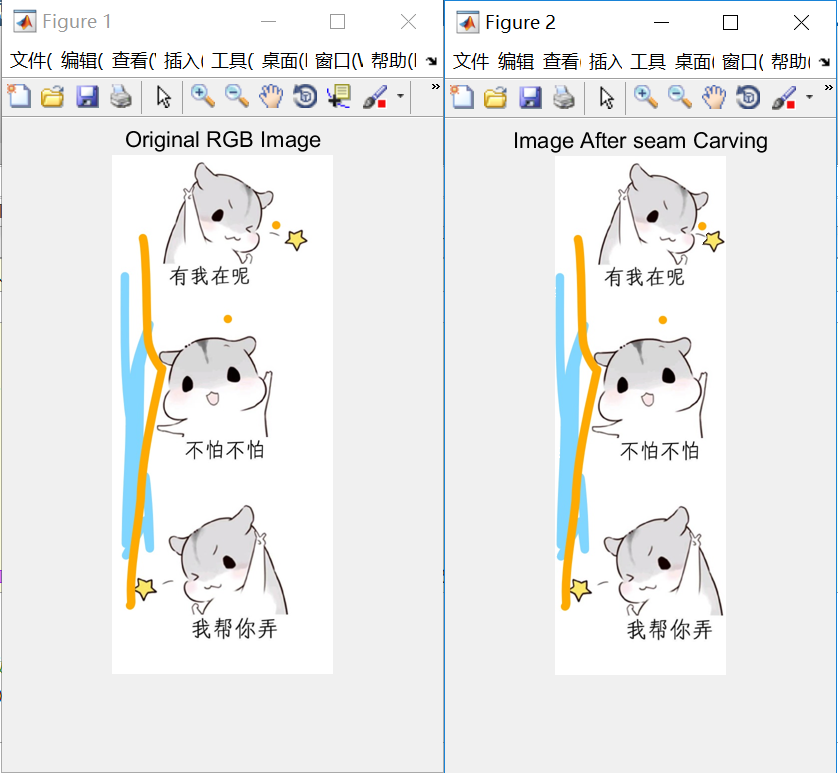 Figure 1
文件( 编辑( 查看(' 插入( 工具( 桌面(I 窗口(\ 帮助(I
Original RGB Image
有我在呢
不怕不怕
我帮你弄
Figure 2
文件 编辑 查看( 插入 工具 桌面( 窗口( 帮助(
Image After seam Carving
有我在呢
不怕不怕
我帮你弄